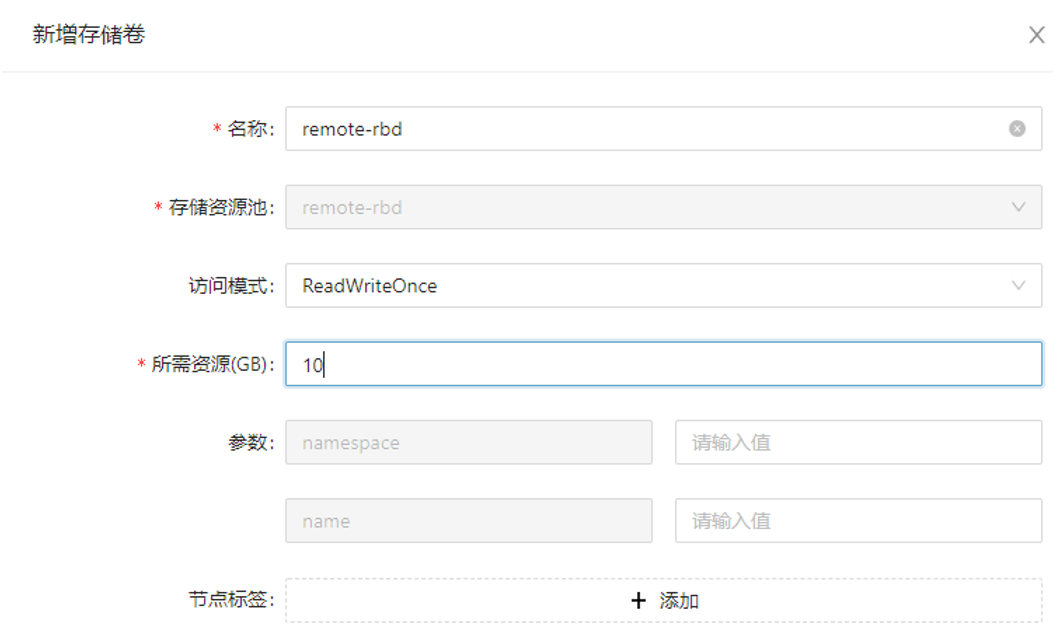 新增存储卷
* 名称: remote-rbd
* 存储资源池: remote-rbd
访问模式: ReadWriteOnce
* 所需资源(GB): 10
参数: namespace 请输入值
name 请输入值
节点标签: + 添加